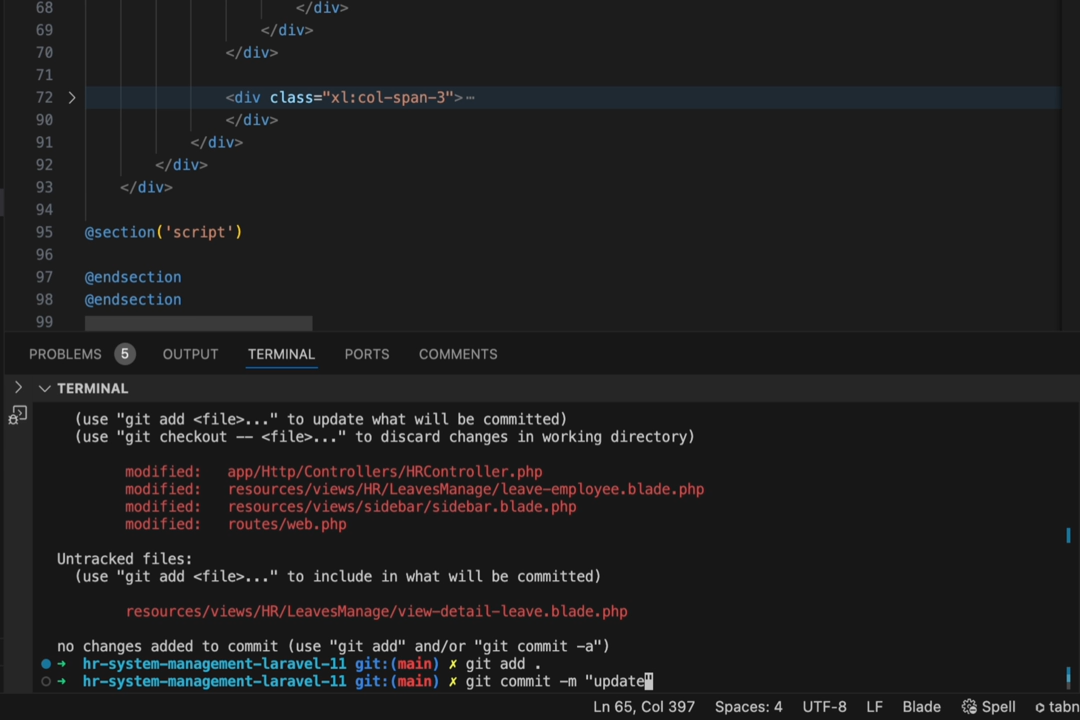 68 </div>
69 </div>
70 </div>
71
72 <div class="xl:col-span-3">⋯
90 </div>
91 </div>
92 </div>
93 </div>
94
95 @section('script')
96
97 @endsection
98 @endsection
99
PROBLEMS 5 OUTPUT TERMINAL PORTS COMMENTS
TERMINAL
(use "git add <file>..." to update what will be committed)
(use "git checkout -- <file>..." to discard changes in working directory)
modified: app/Http/Controllers/HRController.php
modified: resources/views/HR/LeavesManage/leave-employee.blade.php
modified: resources/views/sidebar/sidebar.blade.php
modified: routes/web.php
Untracked files:
(use "git add <file>..." to include in what will be committed)
resources/views/HR/LeavesManage/view-detail-leave.blade.php
no changes added to commit (use "git add" and/or "git commit -a")
➜ hr-system-management-laravel-11 git:(main) ✗ git add .
➜ hr-system-management-laravel-11 git:(main) ✗ git commit -m "update"
Ln 65, Col 397 Spaces: 4 UTF-8 LF Blade Spell tabn